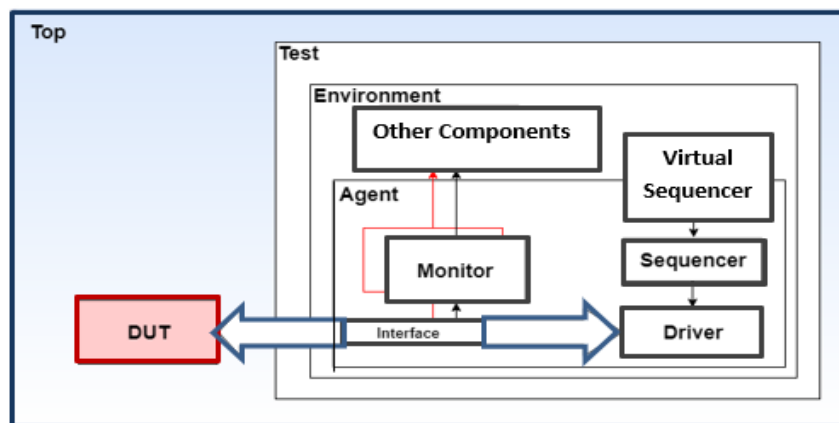 Top
Test
Environment
Other Components
Virtual
Sequencer
Agent
Monitor
Sequencer
DUT
Interface
Driver